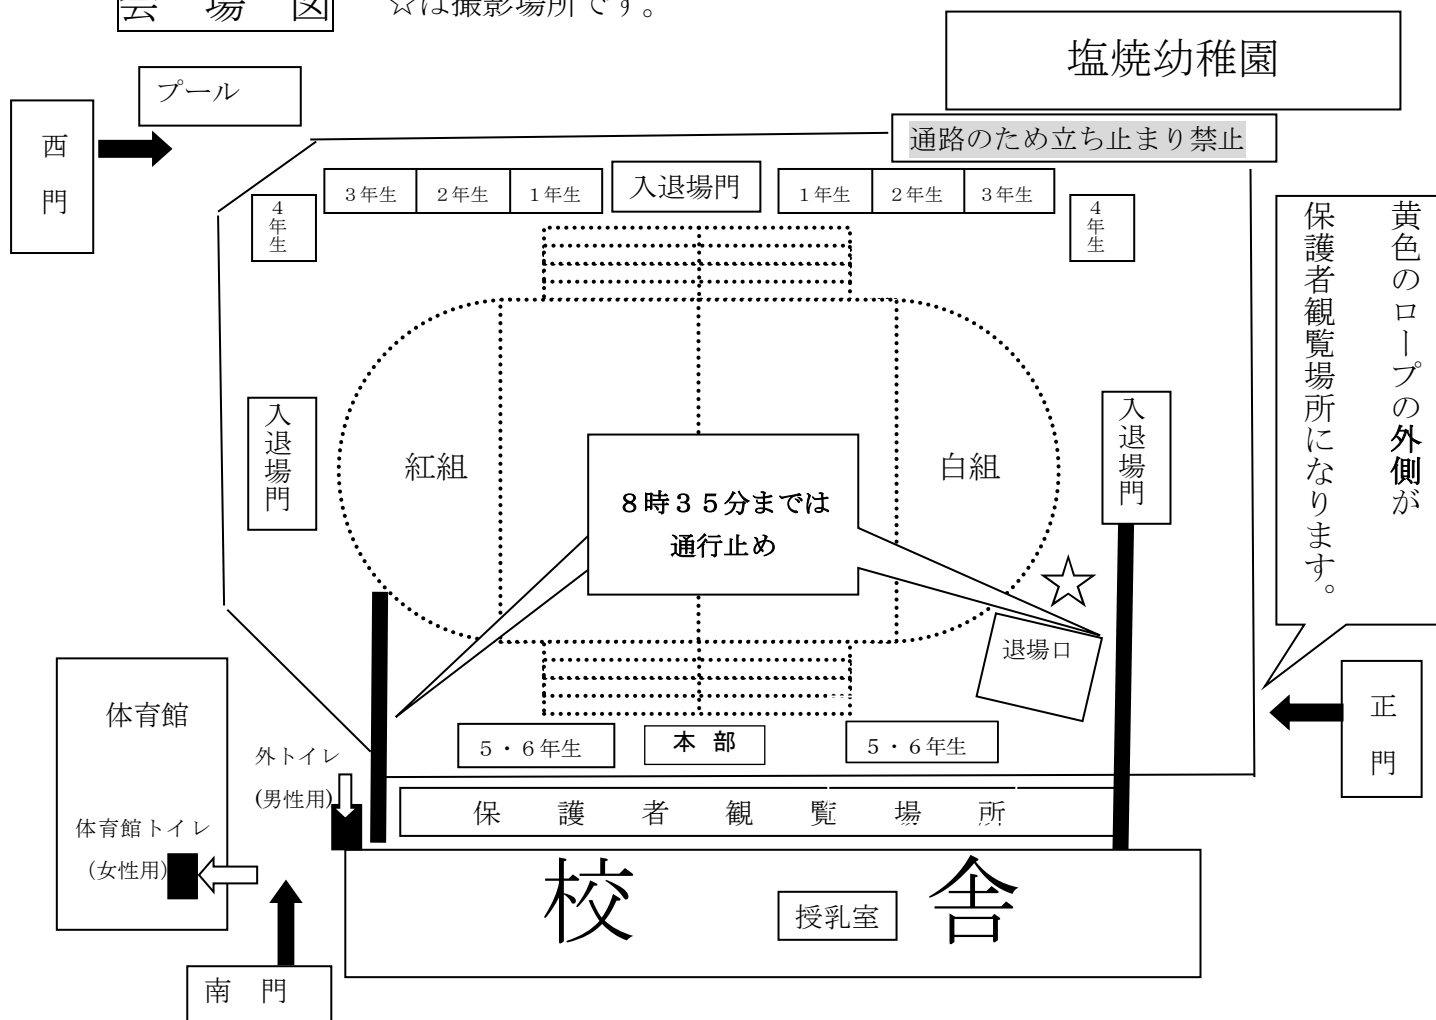 会　場　図
☆は撮影場所です。
塩焼幼稚園
プール
西門
通路のため立ち止まり禁止
３年生
２年生
１年生
入退場門
１年生
２年生
３年生
４年生
４年生
黄色のロープの外側が
保護者観覧場所になります。
入退場門
紅組
８時３５分までは
通行止め
白組
入退場門
☆
退場口
体育館
外トイレ
(男性用)
５・６年生
本 部
５・６年生
正門
保　護　者　観　覧　場　所
体育館トイレ
(女性用)
校　舎
授乳室
南　門